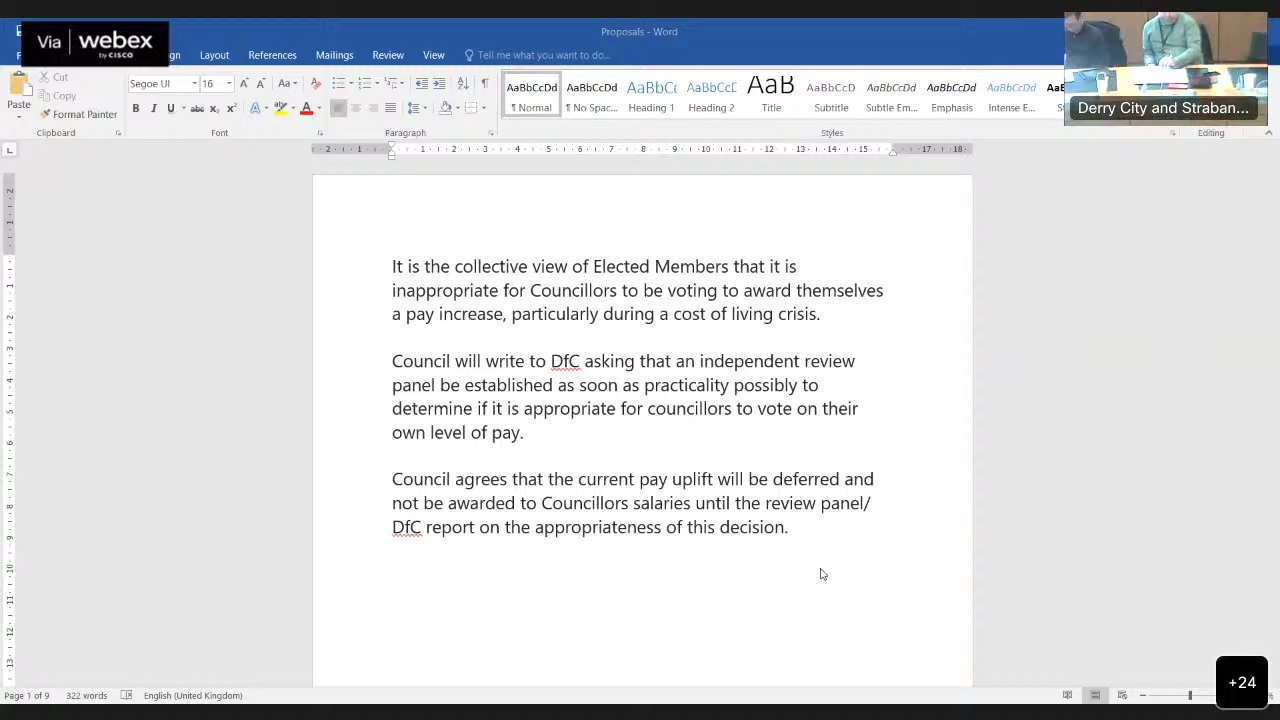 Via webex
by CISCO
Proposals - Word
Layout References Mailings Review View Tell me what you want to do...
Cut
Copy
Format Painter
Paste
Clipboard
Segoe UI 16
Paragraph
AaBbCcDd AaBbCcDd AaBbCc AaBbCcE AaB AaBbCcD AaBbCcDd AaBbCcDd AaBbCcDd
¶ Normal ¶ No Spac... Heading 1 Heading 2 Title Subtitle Subtle Em... Emphasis Intense E...
Styles
Editing
Derry City and Straban...
It is the collective view of Elected Members that it is
inappropriate for Councillors to be voting to award themselves
a pay increase, particularly during a cost of living crisis.
Council will write to DfC asking that an independent review
panel be established as soon as practicality possibly to
determine if it is appropriate for councillors to vote on their
own level of pay.
Council agrees that the current pay uplift will be deferred and
not be awarded to Councillors salaries until the review panel/
DfC report on the appropriateness of this decision.
Page 1 of 9 322 words English (United Kingdom)
+24